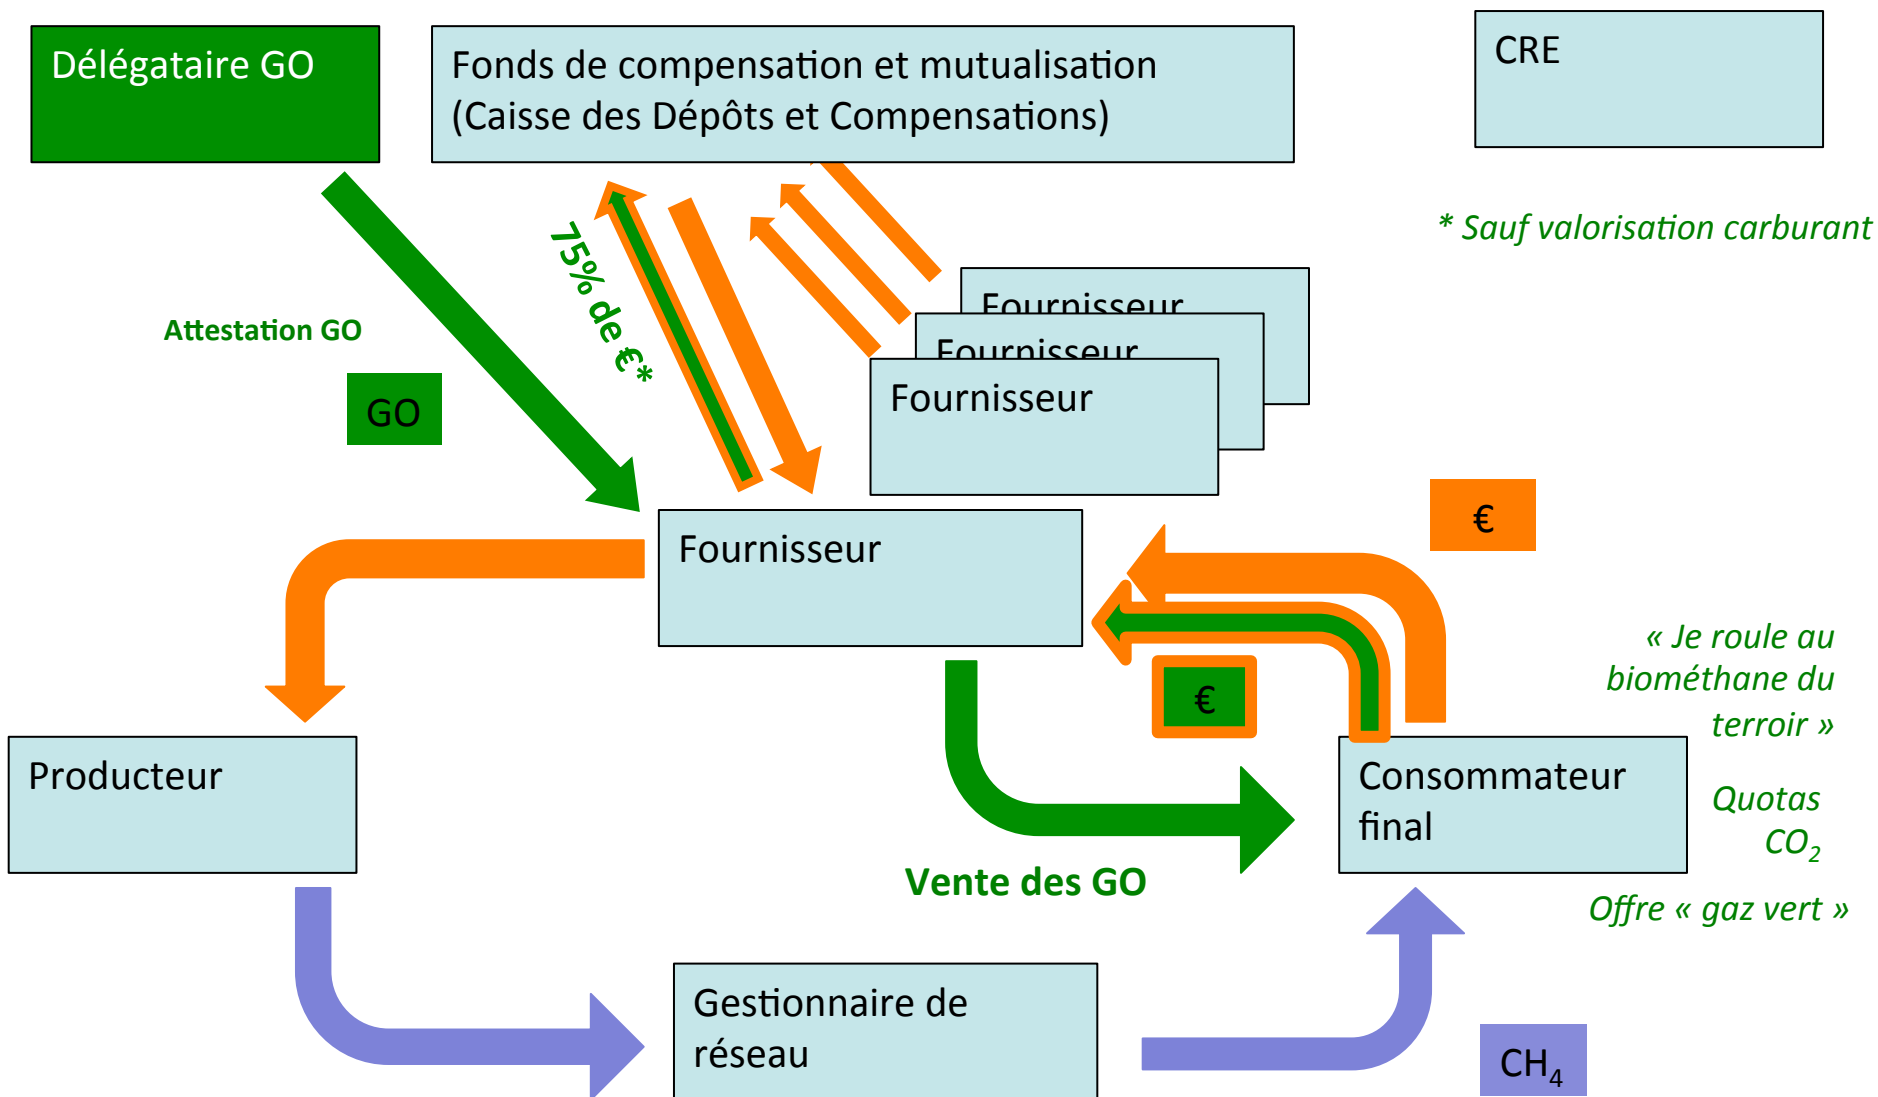 Délégataire GO
Fonds de compensation et mutualisation
(Caisse des Dépôts et Compensations)
CRE
* Sauf valorisation carburant
75% de €*
Attestation GO
GO
Fournisseur
Fournisseur
Fournisseur
Fournisseur
€
€
« Je roule au
biométhane du
terroir »
Producteur
Consommateur
final
Quotas
CO₂
Vente des GO
Offre « gaz vert »
Gestionnaire de
réseau
CH₄